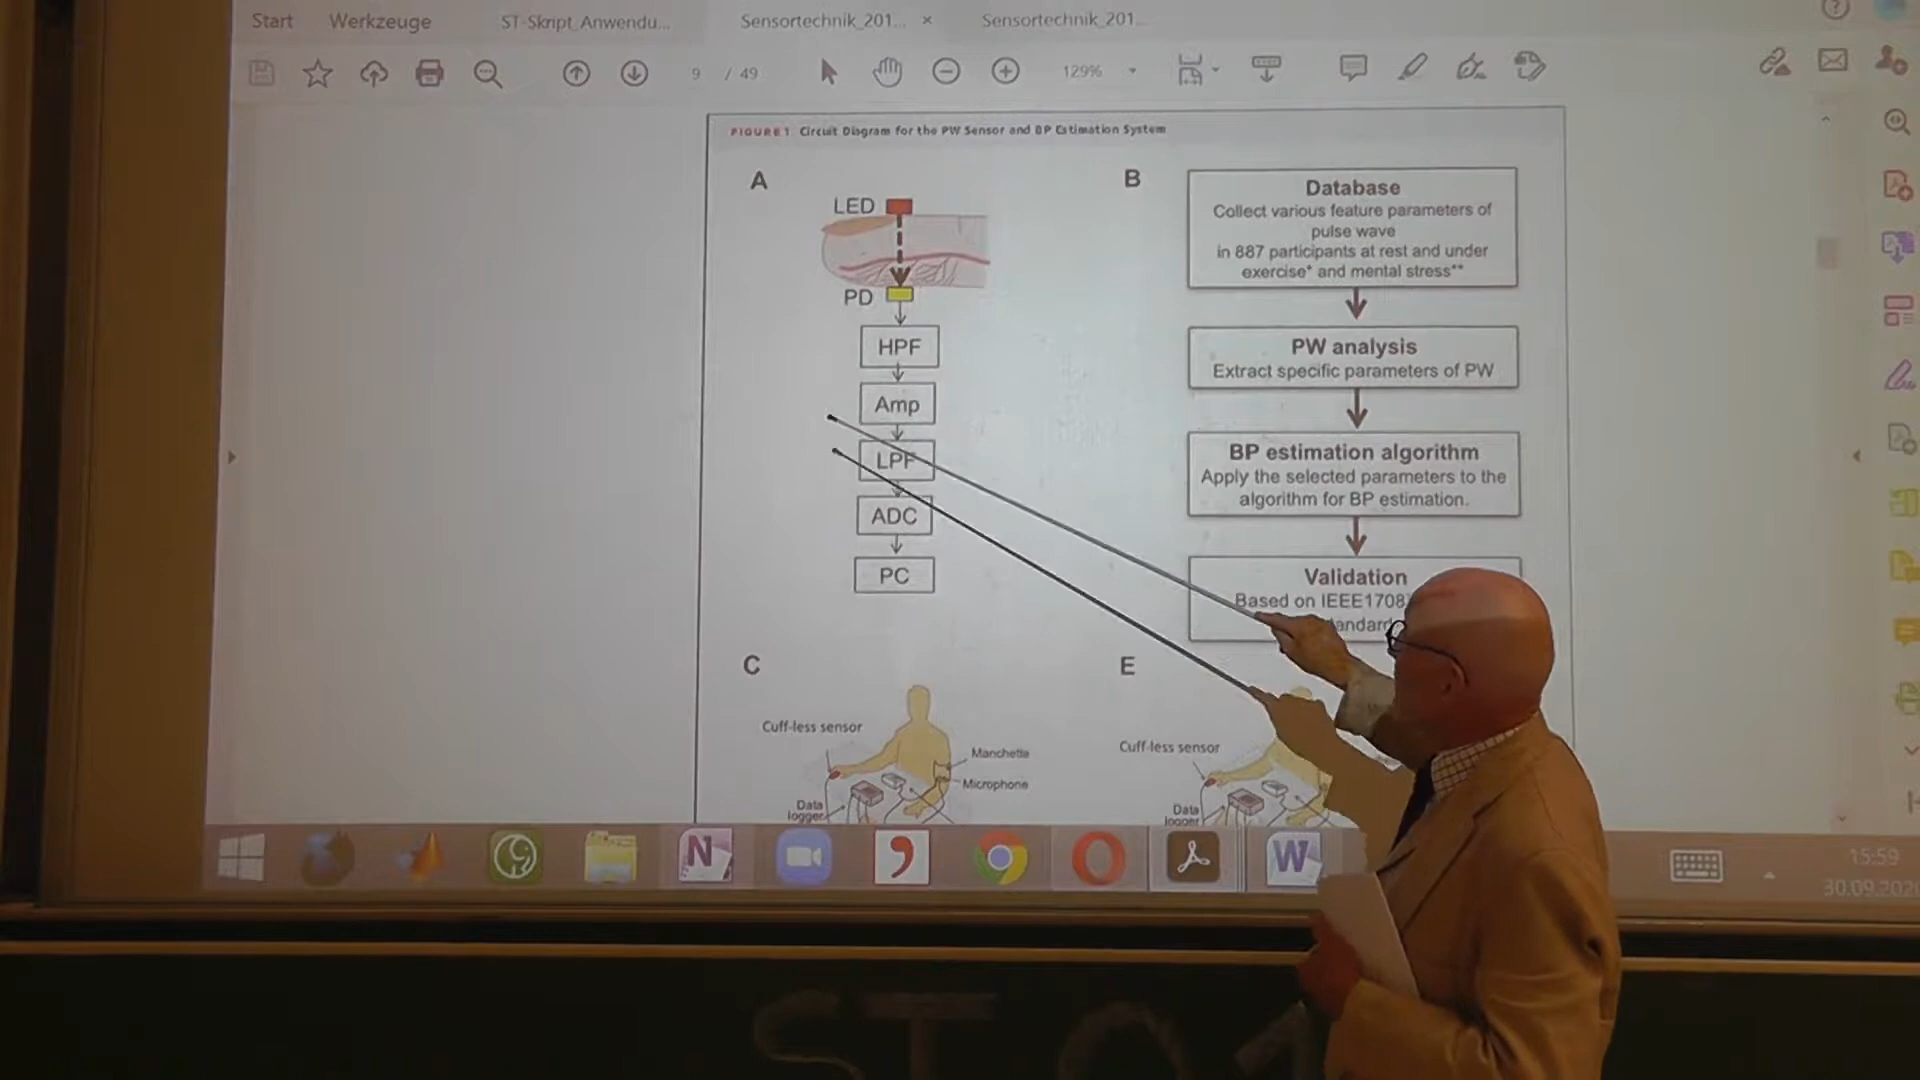 Start Werkzeuge ST-Skript_Anwendu... Sensortechnik_201... × Sensortechnik_201...
9 / 49 129%
FIGURE 1 Circuit Diagram for the PW Sensor and BP Estimation System
A
LED
PD
HPF
Amp
LPF
ADC
PC
B
Database
Collect various feature parameters of
pulse wave
in 887 participants at rest and under
exercise* and mental stress**
PW analysis
Extract specific parameters of PW
BP estimation algorithm
Apply the selected parameters to the
algorithm for BP estimation.
Validation
Based on IEEE1708
C
Cuff-less sensor
Manchette
Microphone
Data
logger
E
Cuff-less sensor
Data
logger
N
W
15:59
30.09.202
ST